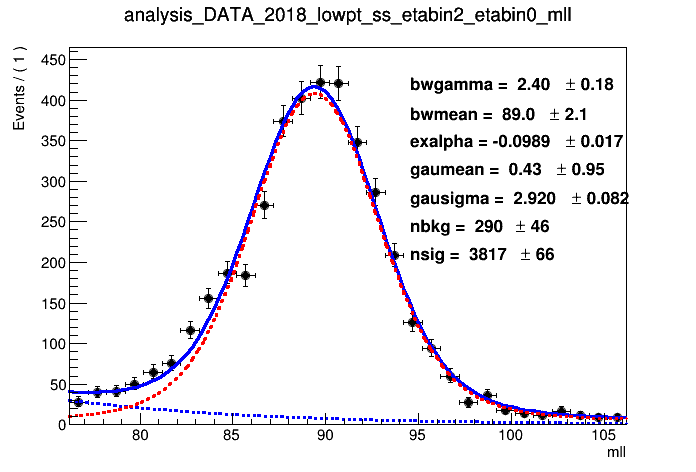 analysis_DATA_2018_lowpt_ss_etabin2_etabin0_mll
Events / ( 1 )
450
400
350
300
250
200
150
100
50
0
bwgamma = 2.40 ± 0.18
bwmean = 89.0 ± 2.1
exalpha = -0.0989 ± 0.017
gaumean = 0.43 ± 0.95
gausigma = 2.920 ± 0.082
nbkg = 290 ± 46
nsig = 3817 ± 66
80 85 90 95 100 105
mll